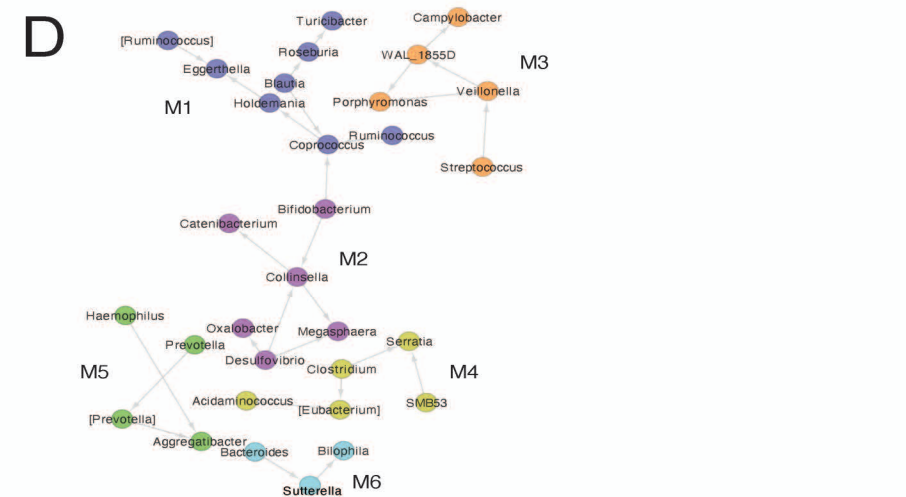 D
Turicibacter
Campylobacter
[Ruminococcus]
Roseburia
WAL_1855D
M3
Eggerthella
Blautia
Veillonella
M1
Holdemania
Porphyromonas
Ruminococcus
Coprococcus
Streptococcus
Bifidobacterium
Catenibacterium
M2
Collinsella
Haemophilus
Oxalobacter
Megasphaera
Prevotella
Serratia
Desulfovibrio
Clostridium
M5
M4
Acidaminococcus
[Eubacterium]
SMB53
[Prevotella]
Aggregatibacter
Bacteroides
Bilophila
Sutterella
M6